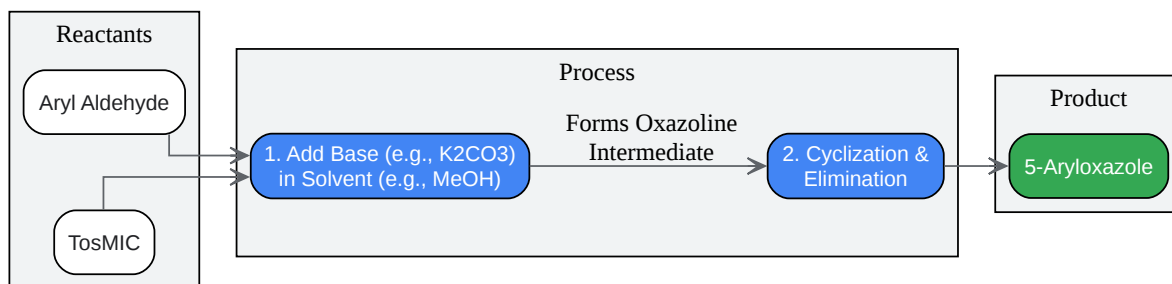 Reactants
Aryl Aldehyde
TosMIC
Process
1. Add Base (e.g., K2CO3)
in Solvent (e.g., MeOH)
Forms Oxazoline
Intermediate
2. Cyclization &
Elimination
Product
5-Aryloxazole